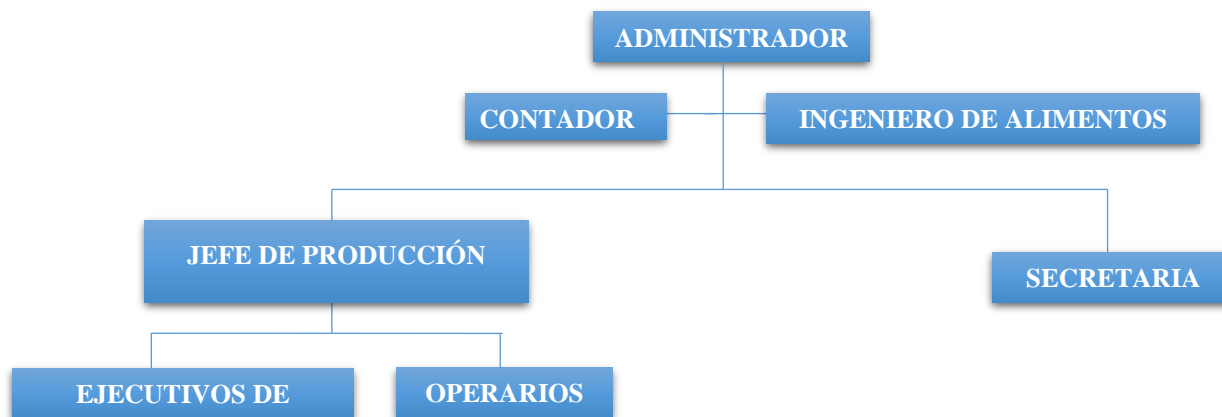 ADMINISTRADOR
CONTADOR
INGENIERO DE ALIMENTOS
JEFE DE PRODUCCIÓN
SECRETARIA
EJECUTIVOS DE
OPERARIOS